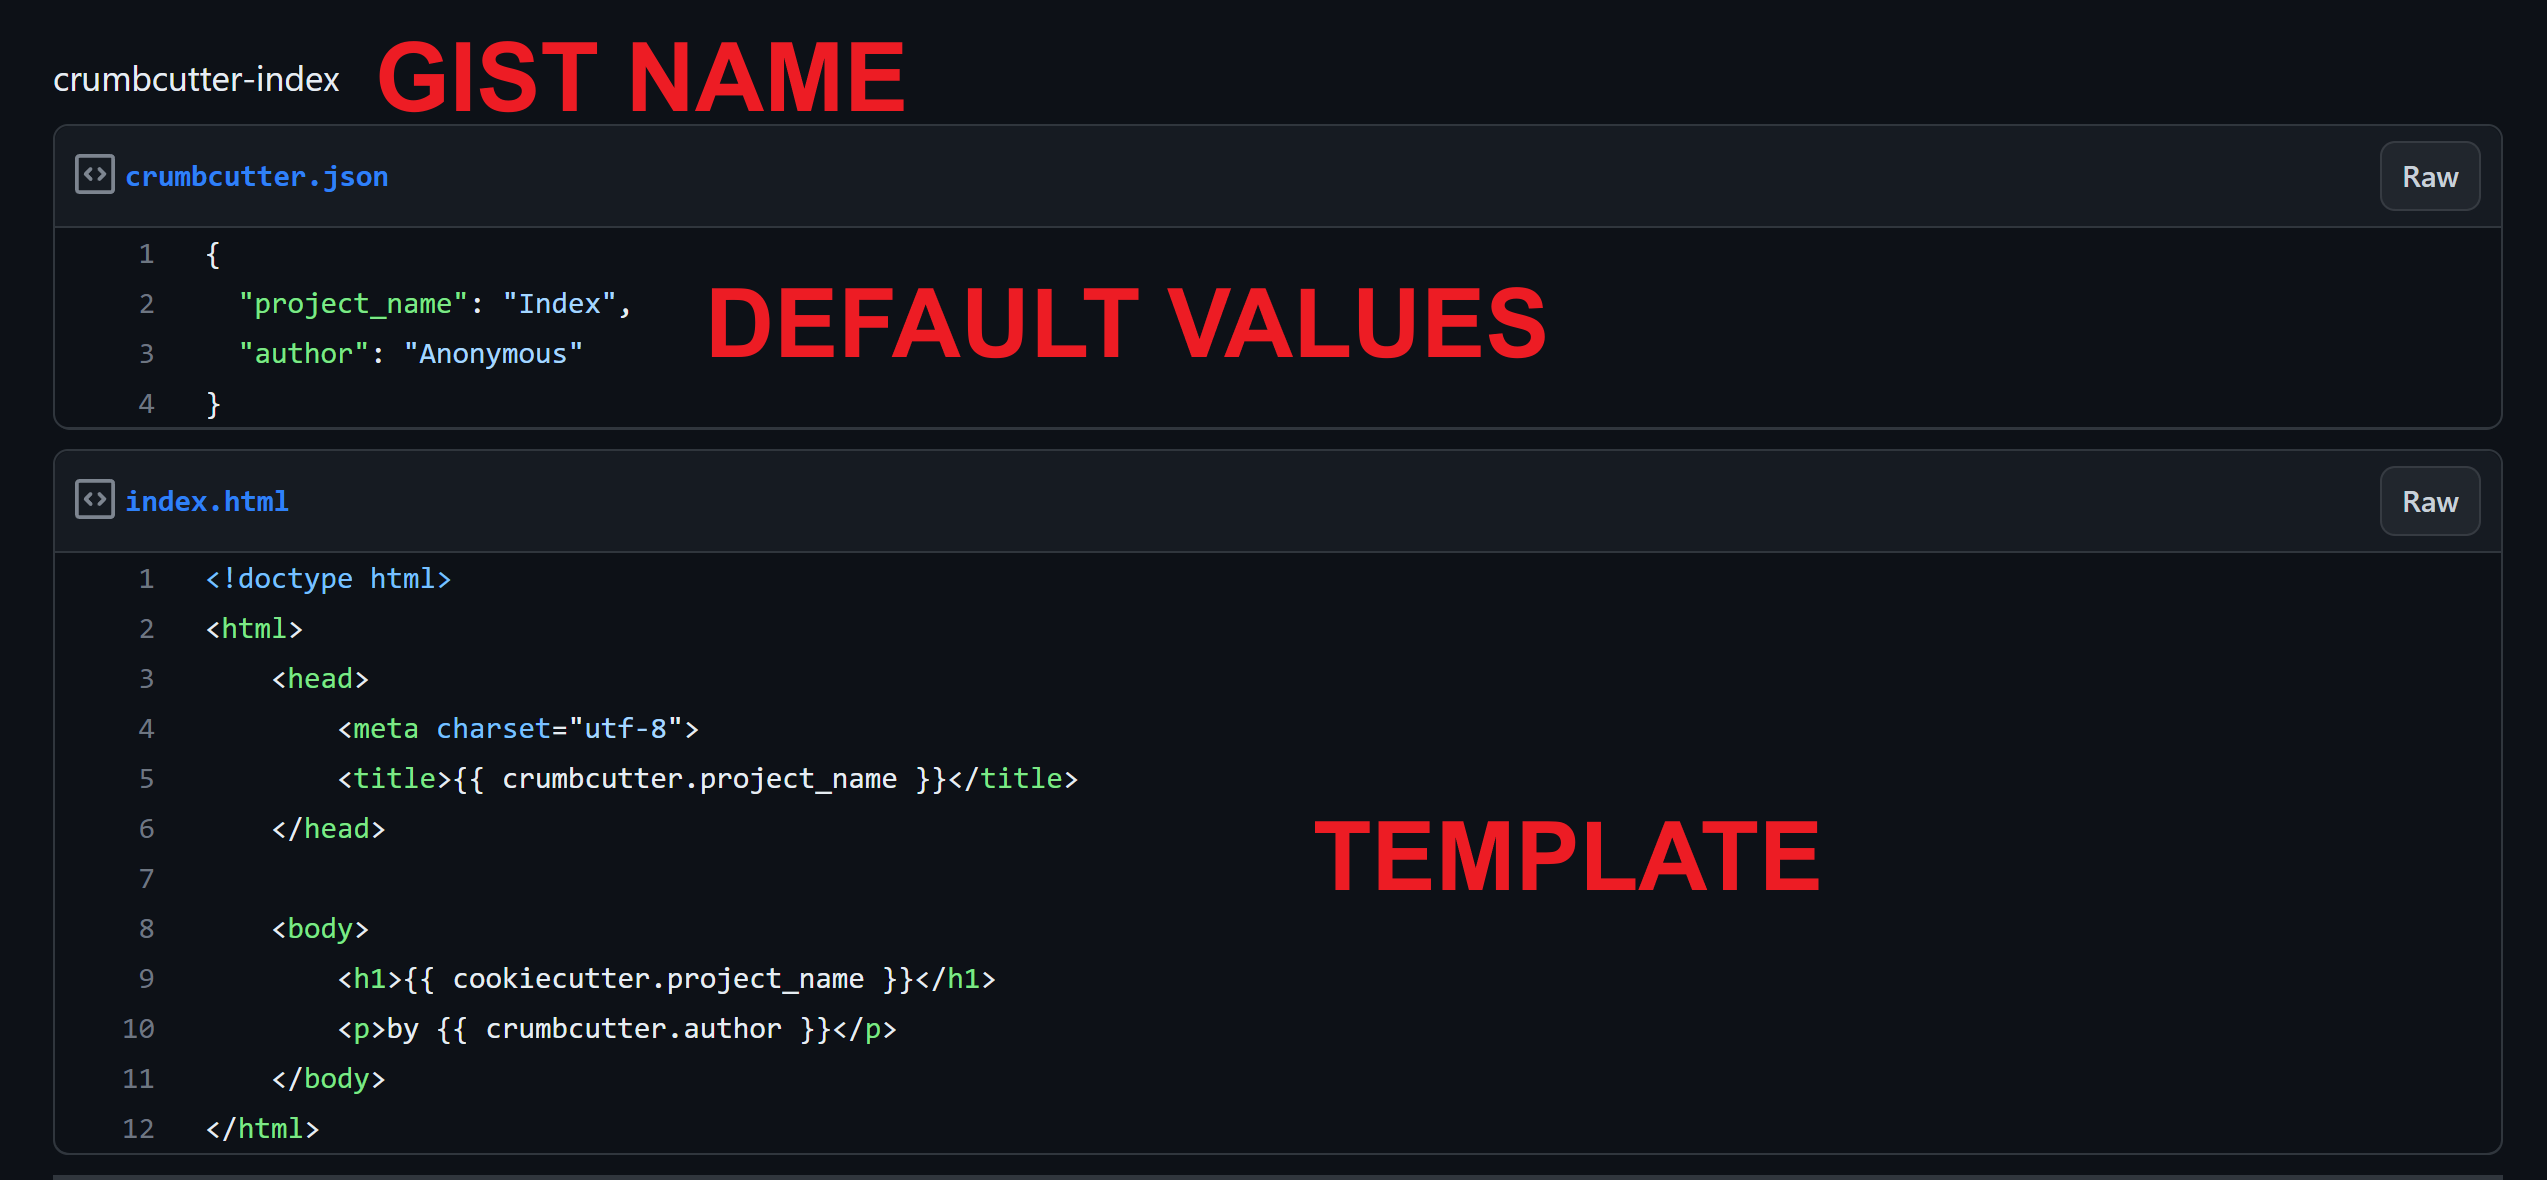 crumbcutter-index GIST NAME
crumbcutter.json Raw
1 {
2   "project_name": "Index",
DEFAULT VALUES
3   "author": "Anonymous"
4 }
index.html Raw
1 <!doctype html>
2 <html>
3     <head>
4         <meta charset="utf-8">
5         <title>{{ crumbcutter.project_name }}</title>
6     </head>
TEMPLATE
7
8     <body>
9         <h1>{{ cookiecutter.project_name }}</h1>
10         <p>by {{ crumbcutter.author }}</p>
11     </body>
12 </html>